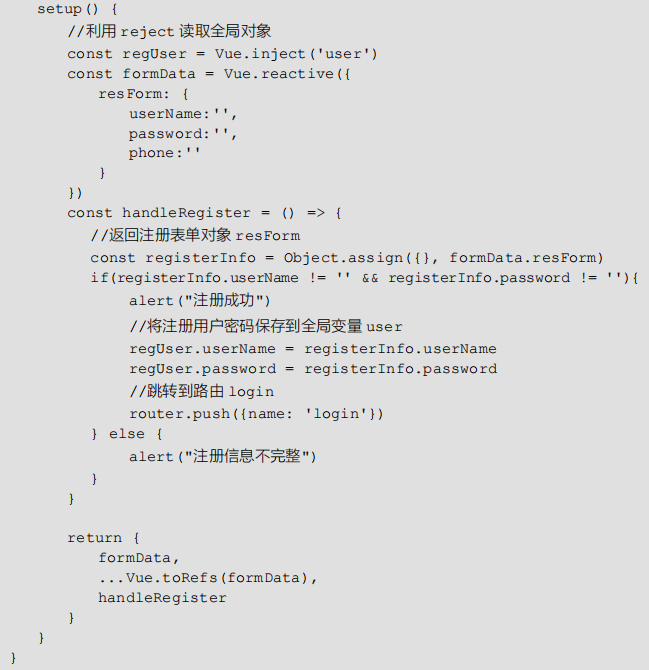 setup() {
//利用 reject 读取全局对象
const regUser = Vue.inject('user')
const formData = Vue.reactive({
resForm: {
userName:'',
password:'',
phone:''
}
})
const handleRegister = () => {
//返回注册表单对象 resForm
const registerInfo = Object.assign({}, formData.resForm)
if(registerInfo.userName != '' && registerInfo.password != ''){
alert("注册成功")
//将注册用户密码保存到全局变量 user
regUser.userName = registerInfo.userName
regUser.password = registerInfo.password
//跳转到路由 login
router.push({name: 'login'})
} else {
alert("注册信息不完整")
}
}
return {
formData,
...Vue.toRefs(formData),
handleRegister
}
}
}